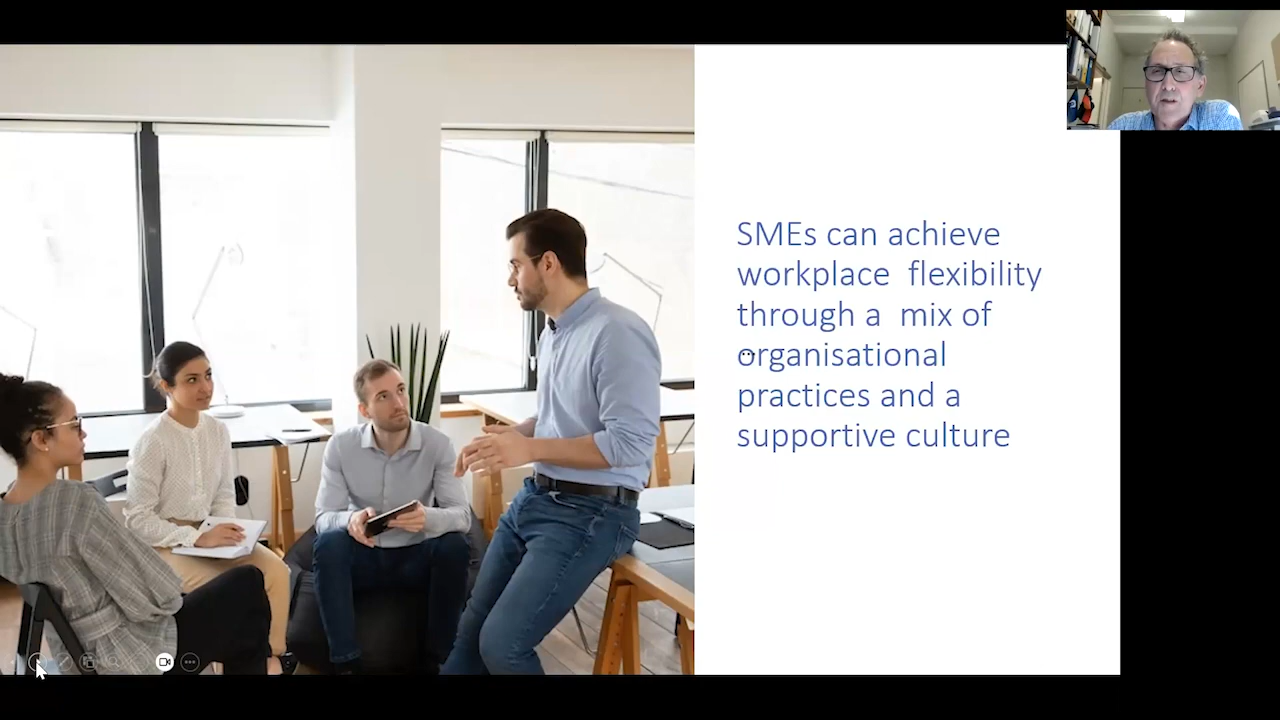 SMEs can achieve
workplace flexibility
through a mix of
organisational
practices and a
supportive culture